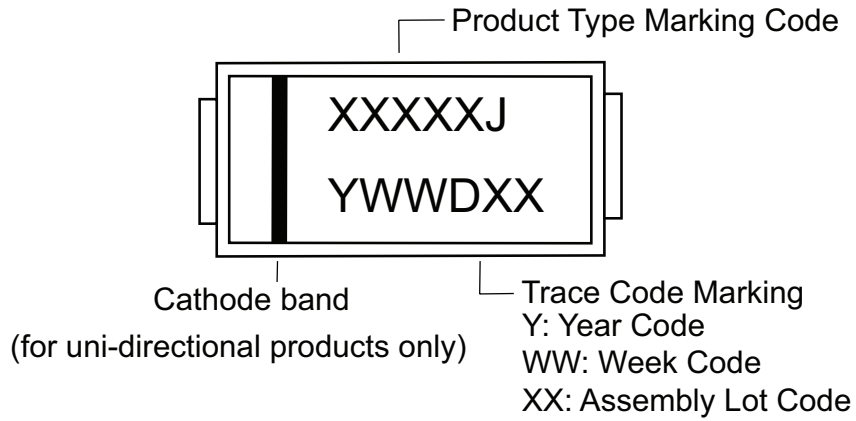 Product Type Marking Code
XXXXXJ
YWWDXX
Cathode band
(for uni-directional products only)
Trace Code Marking
Y: Year Code
WW: Week Code
XX: Assembly Lot Code